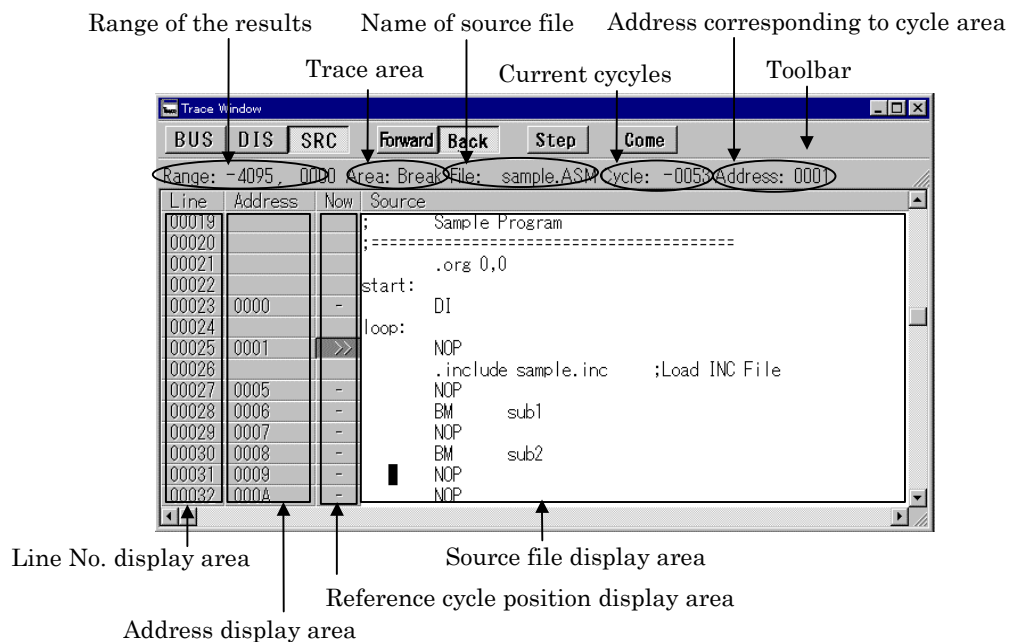 Range of the results Name of source file Address corresponding to cycle area
Trace area Current cycyles Toolbar
Trace Window
BUS DIS SRC Forward Back Step Come
Range: -4095, 0000 Area: Break File: sample.ASM Cycle: -0053 Address: 0001
Line Address Now Source
00019 ; Sample Program
00020 ;---------------------------------------
00021 .org 0,0
00022 start:
00023 0000 - DI
00024 loop:
00025 0001 >> NOP
00026 .include sample.inc ;Load INC File
00027 0005 - NOP
00028 0006 - BM sub1
00029 0007 - NOP
00030 0008 - BM sub2
00031 0009 - NOP
00032 000A - NOP
Line No. display area Source file display area
Reference cycle position display area
Address display area